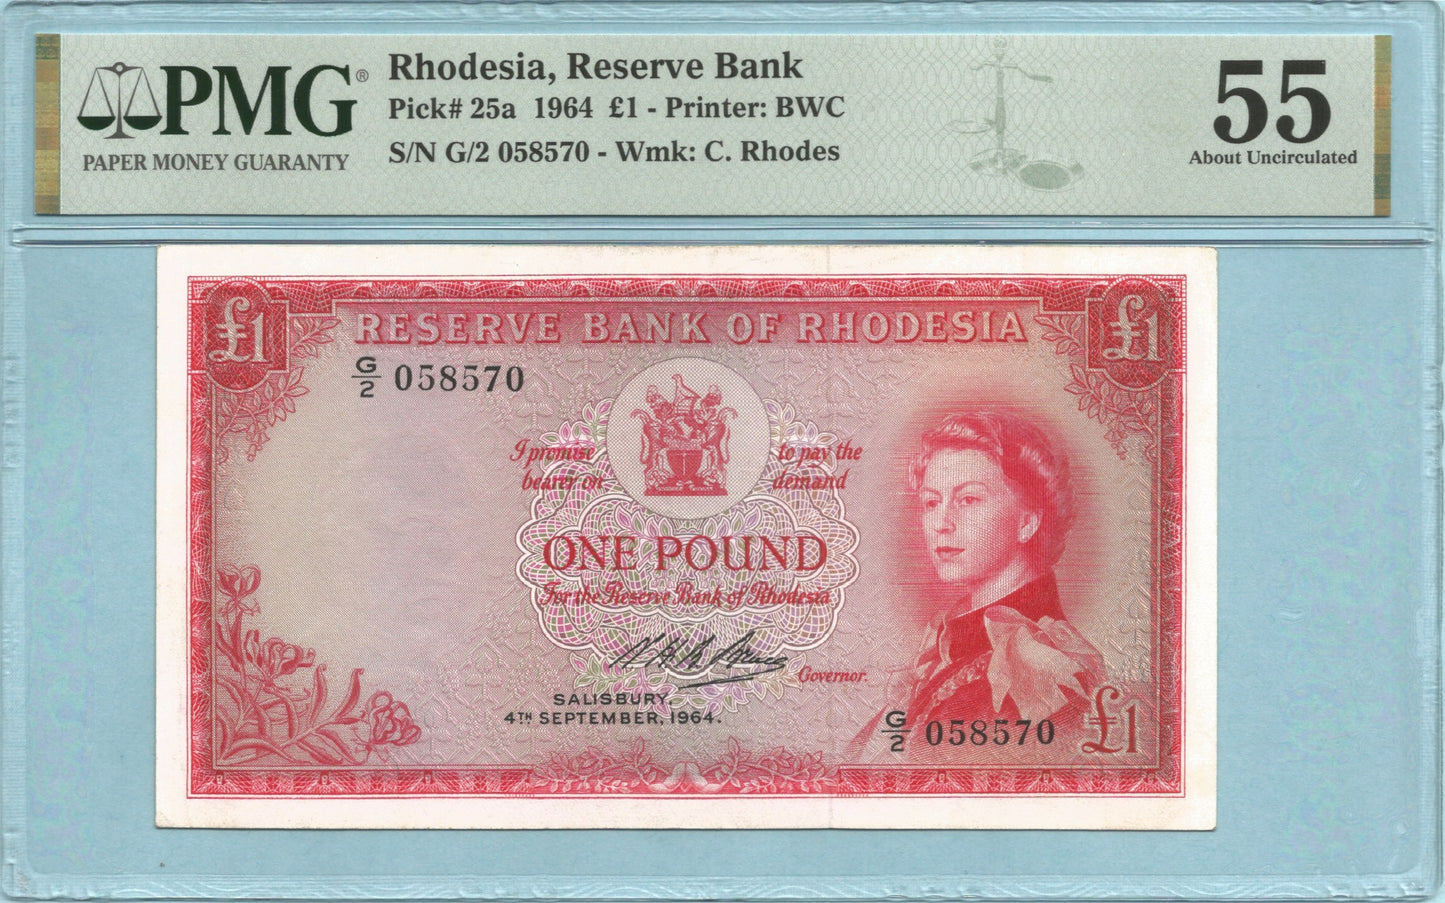 PMG®
PAPER MONEY GUARANTY
Rhodesia, Reserve Bank
Pick# 25a 1964 £1 - Printer: BWC
S/N G/2 058570 - Wmk: C. Rhodes
55
About Uncirculated
£1 RESERVE BANK OF RHODESIA £1
G/2 058570
I promise to pay the
bearer on demand
ONE POUND
For the Reserve Bank of Rhodesia
Governor.
SALISBURY,
4TH SEPTEMBER, 1964.
G/2 058570 £1